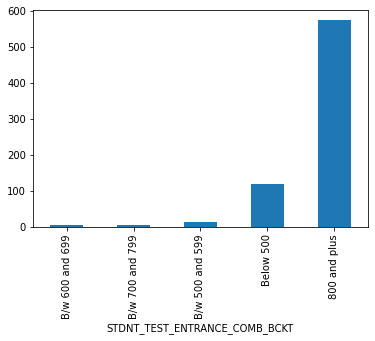 600
500
400
300
200
100
0
B/w 600 and 699
B/w 700 and 799
B/w 500 and 599
Below 500
800 and plus
STDNT_TEST_ENTRANCE_COMB_BCKT